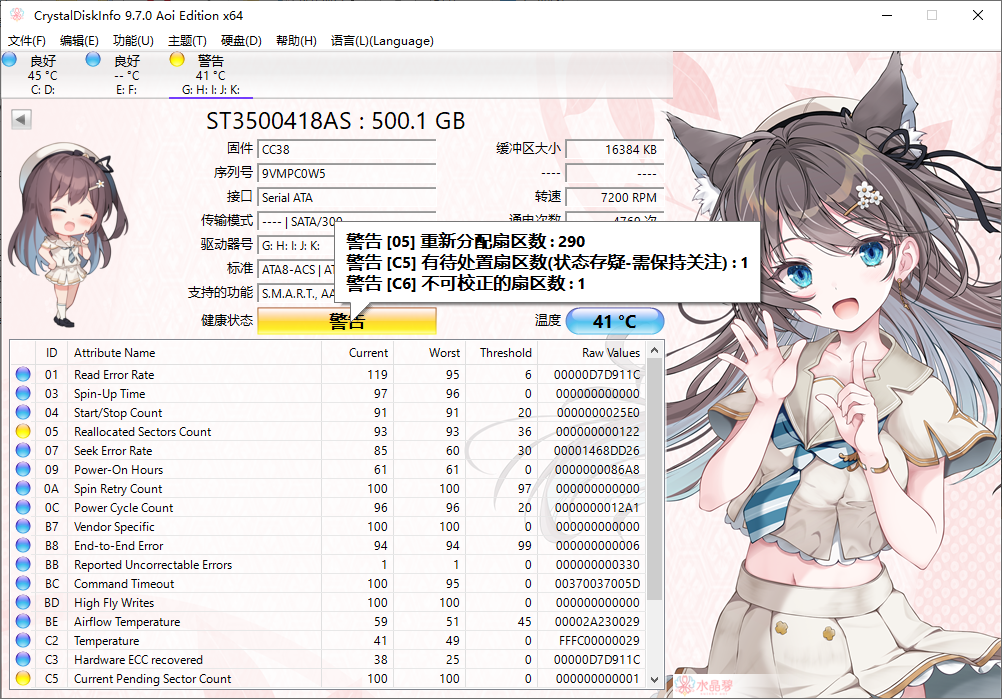 CrystalDiskInfo 9.7.0 Aoi Edition x64
文件(F) 编辑(E) 功能(U) 主题(T) 硬盘(D) 帮助(H) 语言(L)(Language)
良好 良好 警告
45 °C -- °C 41 °C
C: D: E: F: G: H: I: J: K:
ST3500418AS : 500.1 GB
固件 CC38 缓冲区大小 16384 KB
序列号 9VMPC0W5 ---- ----
接口 Serial ATA 转速 7200 RPM
传输模式 ---- | SATA/300 通电次数 4769 次
驱动器号 G: H: I: J: K:
标准 ATA8-ACS | AT
支持的功能 S.M.A.R.T., AA
警告 [05] 重新分配扇区数 : 290
警告 [C5] 有待处置扇区数(状态存疑-需保持关注) : 1
警告 [C6] 不可校正的扇区数 : 1
健康状态 警告 温度 41 °C
ID Attribute Name Current Worst Threshold Raw Values
01 Read Error Rate 119 95 6 00000D7D911C
03 Spin-Up Time 97 96 0 000000000000
04 Start/Stop Count 91 91 20 0000000025E0
05 Reallocated Sectors Count 93 93 36 000000000122
07 Seek Error Rate 85 60 30 00001468DD26
09 Power-On Hours 61 61 0 0000000086A8
0A Spin Retry Count 100 100 97 000000000000
0C Power Cycle Count 96 96 20 0000000012A1
B7 Vendor Specific 100 100 0 000000000000
B8 End-to-End Error 94 94 99 000000000006
BB Reported Uncorrectable Errors 1 1 0 000000000330
BC Command Timeout 100 95 0 00370037005D
BD High Fly Writes 100 100 0 000000000000
BE Airflow Temperature 59 51 45 00002A230029
C2 Temperature 41 49 0 FFFC00000029
C3 Hardware ECC recovered 38 25 0 00000D7D911C
C5 Current Pending Sector Count 100 100 0 000000000001
水晶雫